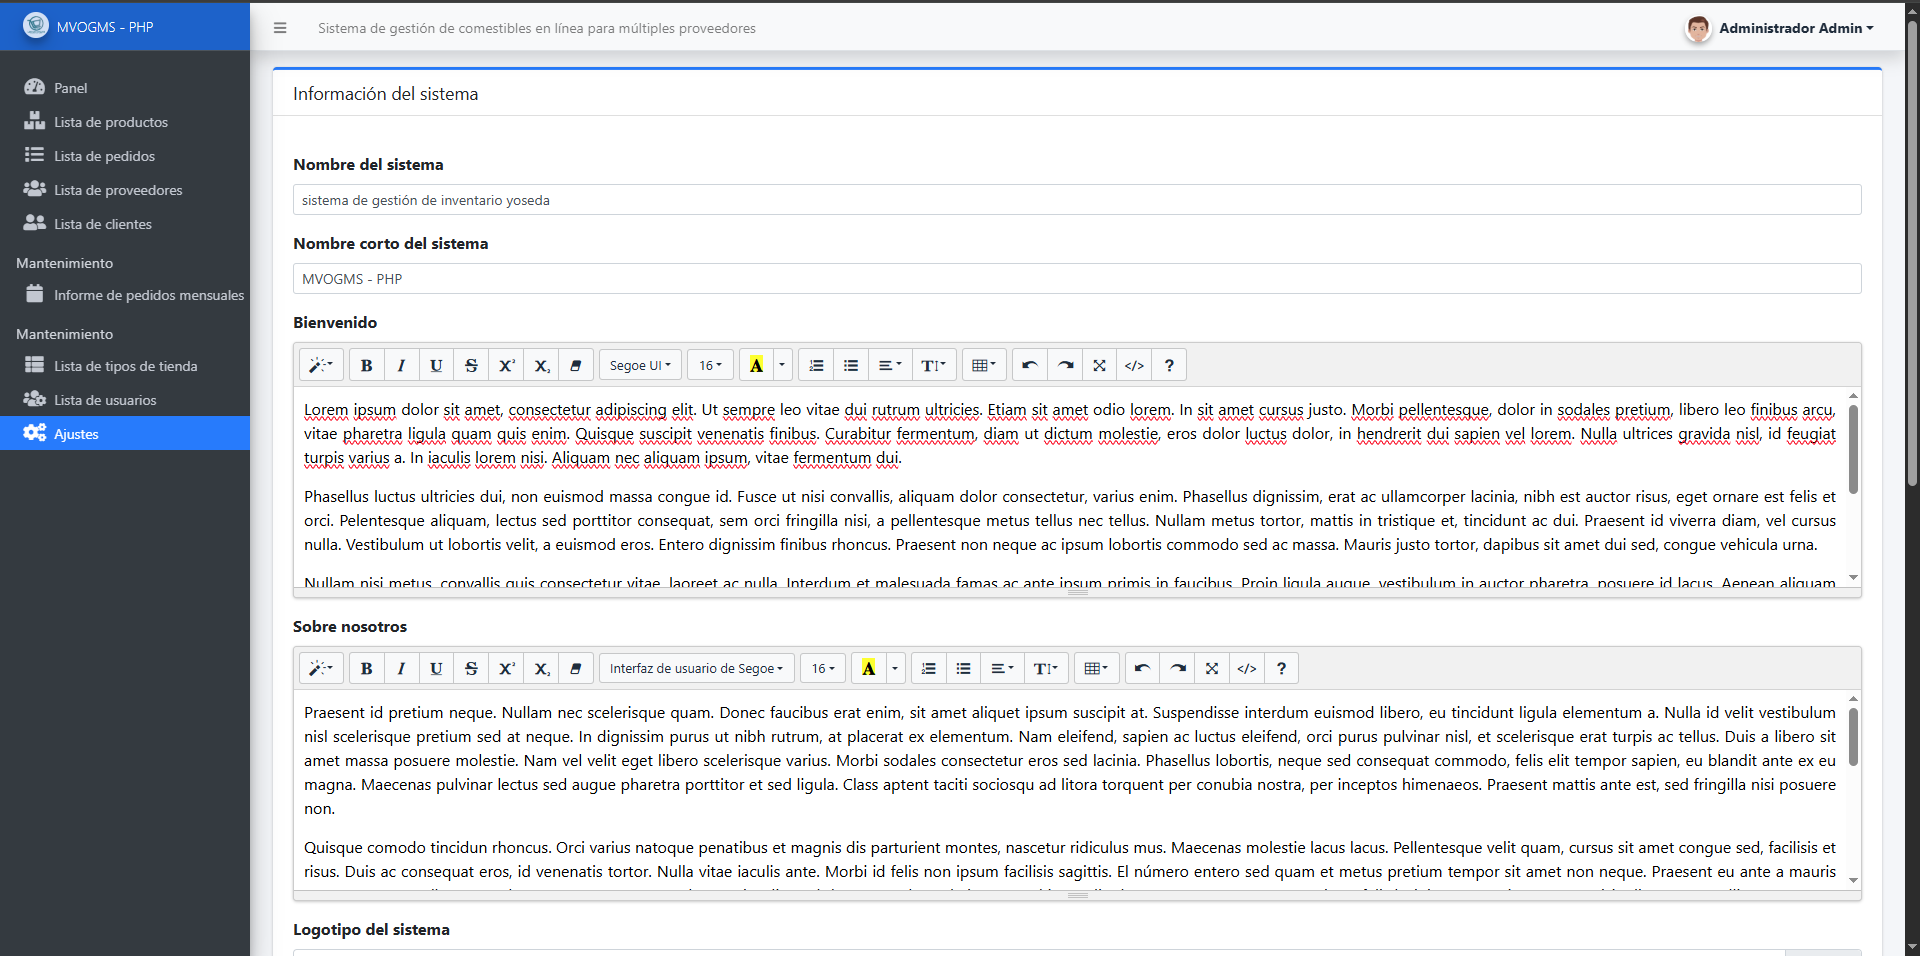 MVOGMS - PHP
Sistema de gestión de comestibles en línea para múltiples proveedores
Administrador Admin
Panel
Lista de productos
Lista de pedidos
Lista de proveedores
Lista de clientes
Mantenimiento
Informe de pedidos mensuales
Mantenimiento
Lista de tipos de tienda
Lista de usuarios
Ajustes
Información del sistema
Nombre del sistema
sistema de gestión de inventario yoseda
Nombre corto del sistema
MVOGMS - PHP
Bienvenido
Segoe UI
16
Lorem ipsum dolor sit amet, consectetur adipiscing elit. Ut sempre leo vitae dui rutrum ultricies. Etiam sit amet odio lorem. In sit amet cursus justo. Morbi pellentesque, dolor in sodales pretium, libero leo finibus arcu,
vitae pharetra ligula quam quis enim. Quisque suscipit venenatis finibus. Curabitur fermentum, diam ut dictum molestie, eros dolor luctus dolor, in hendrerit dui sapien vel lorem. Nulla ultrices gravida nisl, id feugiat
turpis varius a. In iaculis lorem nisi. Aliquam nec aliquam ipsum, vitae fermentum dui.
Phasellus luctus ultricies dui, non euismod massa congue id. Fusce ut nisi convallis, aliquam dolor consectetur, varius enim. Phasellus dignissim, erat ac ullamcorper lacinia, nibh est auctor risus, eget ornare est felis et
orci. Pelentesque aliquam, lectus sed porttitor consequat, sem orci fringilla nisi, a pellentesque metus tellus nec tellus. Nullam metus tortor, mattis in tristique et, tincidunt ac dui. Praesent id viverra diam, vel cursus
nulla. Vestibulum ut lobortis velit, a euismod eros. Entero dignissim finibus rhoncus. Praesent non neque ac ipsum lobortis commodo sed ac massa. Mauris justo tortor, dapibus sit amet dui sed, congue vehicula urna.
Nullam nisi metus, convallis quis consectetur vitae, laoreet ac nulla. Interdum et malesuada fames ac ante ipsum primis in faucibus. Proin ligula augue, vestibulum in auctor pharetra, posuere id lacus. Aenean aliquam
Sobre nosotros
Interfaz de usuario de Segoe
16
Praesent id pretium neque. Nullam nec scelerisque quam. Donec faucibus erat enim, sit amet aliquet ipsum suscipit at. Suspendisse interdum euismod libero, eu tincidunt ligula elementum a. Nulla id velit vestibulum
nisl scelerisque pretium sed at neque. In dignissim purus ut nibh rutrum, at placerat ex elementum. Nam eleifend, sapien ac luctus eleifend, orci purus pulvinar nisl, et scelerisque erat turpis ac tellus. Duis a libero sit
amet massa posuere molestie. Nam vel velit eget libero scelerisque varius. Morbi sodales consectetur eros sed lacinia. Phasellus lobortis, neque sed consequat commodo, felis elit tempor sapien, eu blandit ante ex eu
magna. Maecenas pulvinar lectus sed augue pharetra porttitor et sed ligula. Class aptent taciti sociosqu ad litora torquent per conubia nostra, per inceptos himenaeos. Praesent mattis ante est, sed fringilla nisi posuere
non.
Quisque comodo tincidun rhoncus. Orci varius natoque penatibus et magnis dis parturient montes, nascetur ridiculus mus. Maecenas molestie lacus lacus. Pellentesque velit quam, cursus sit amet congue sed, facilisis et
risus. Duis ac consequat eros, id venenatis tortor. Nulla vitae iaculis ante. Morbi id felis non ipsum facilisis sagittis. El número entero sed quam et metus pretium tempor sit amet non neque. Praesent eu ante a mauris
Logotipo del sistema